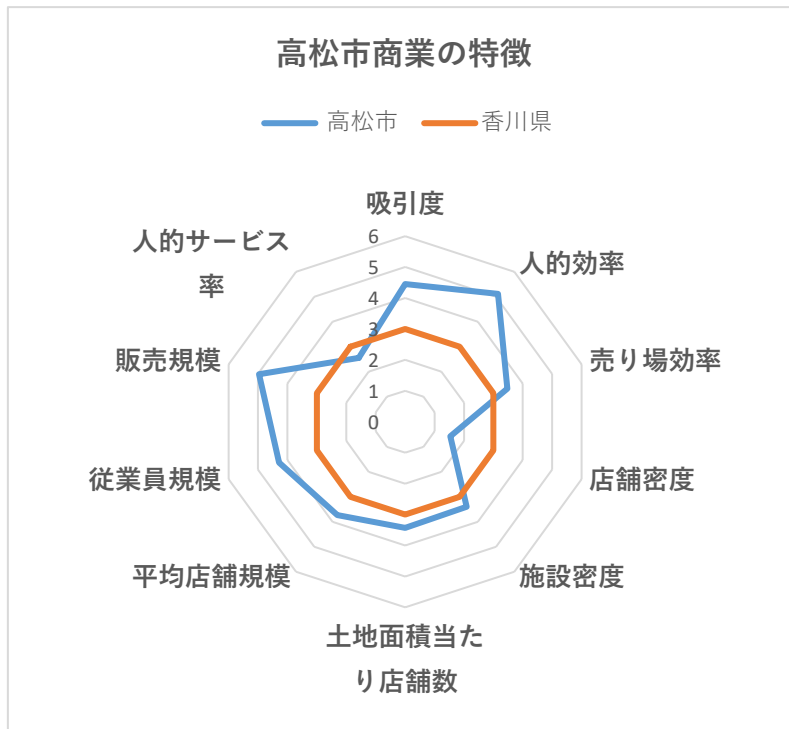 高松市商業の特徴
高松市
香川県
吸引度
人的効率
売り場効率
店舗密度
施設密度
土地面積当た
り店舗数
平均店舗規模
従業員規模
販売規模
人的サービス
率
6
5
4
3
2
1
0